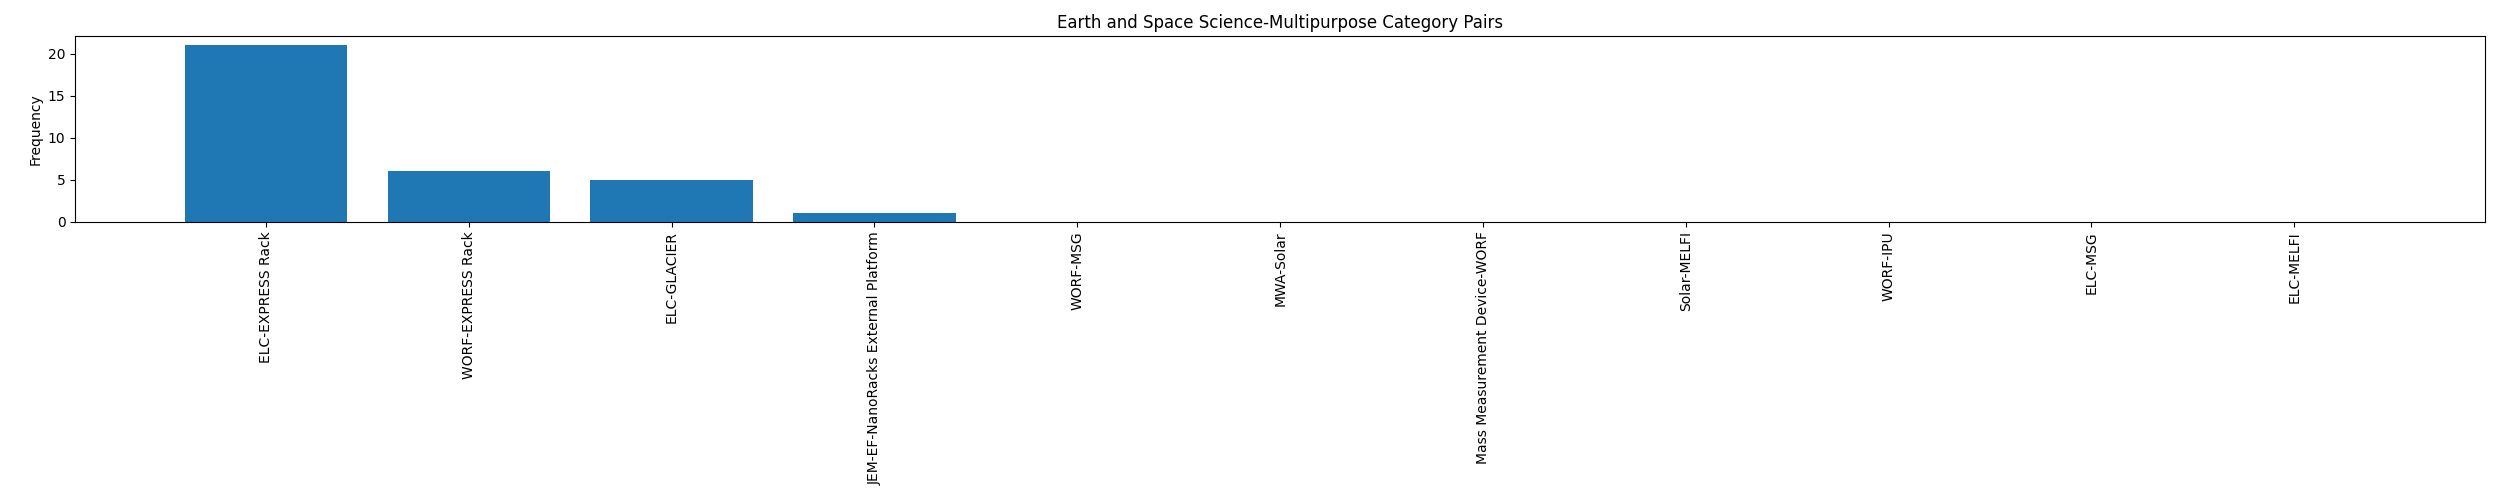 Earth and Space Science-Multipurpose Category Pairs
Frequency
20
15
10
5
0
ELC-EXPRESS Rack
WORF-EXPRESS Rack
ELC-GLACIER
JEM-EF-NanoRacks External Platform
WORF-MSG
MWA-Solar
Mass Measurement Device-WORF
Solar-MELFI
WORF-IPU
ELC-MSG
ELC-MELFI